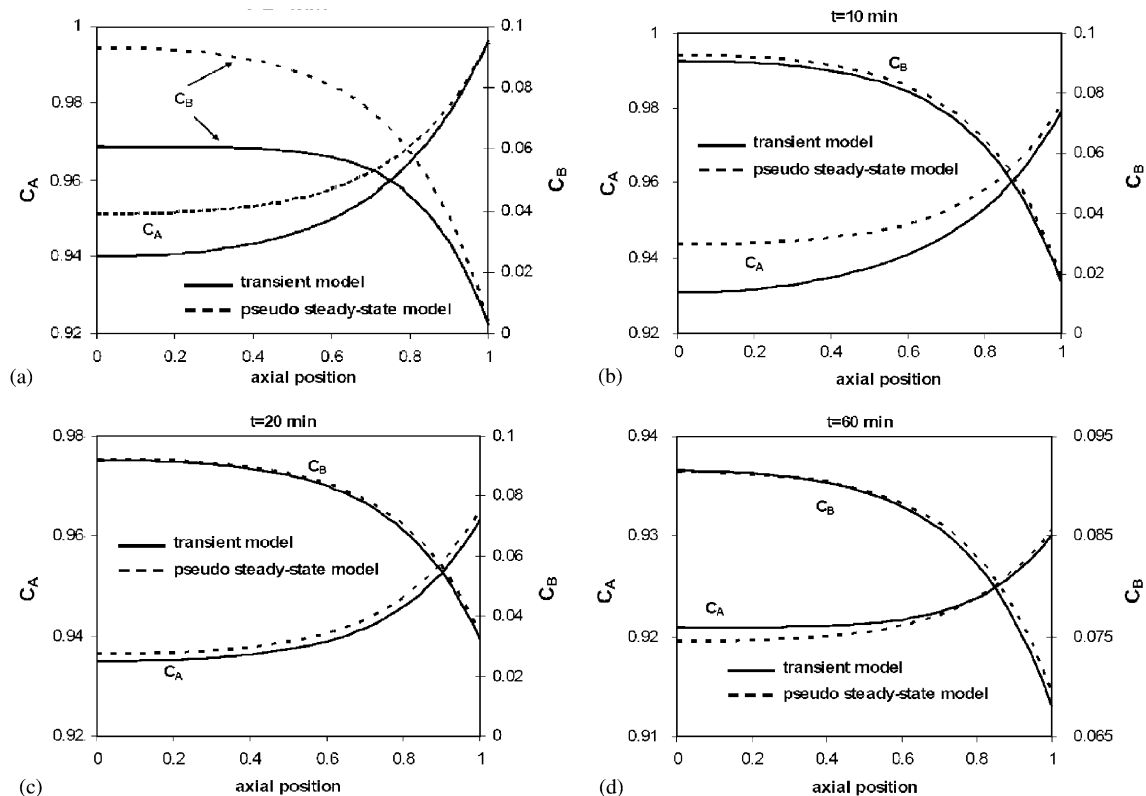 1
0.98
0.96
0.94
0.92
C_A
0.1
0.08
0.06
0.04
0.02
0
C_B
C_B
C_A
transient model
pseudo steady-state model
0 0.2 0.4 0.6 0.8 1
axial position
(a)
t=10 min
1
0.98
0.96
0.94
0.92
C_A
0.1
0.08
0.06
0.04
0.02
0
C_B
C_B
transient model
pseudo steady-state model
C_A
0 0.2 0.4 0.6 0.8 1
axial position
(b)
t=20 min
0.98
0.96
0.94
0.92
C_A
0.1
0.08
0.06
0.04
0.02
0
C_B
C_B
transient model
pseudo steady-state model
C_A
0 0.2 0.4 0.6 0.8 1
axial position
(c)
t=60 min
0.94
0.93
0.92
0.91
C_A
0.095
0.085
0.075
0.065
C_B
C_B
C_A
transient model
pseudo steady-state model
0 0.2 0.4 0.6 0.8 1
axial position
(d)